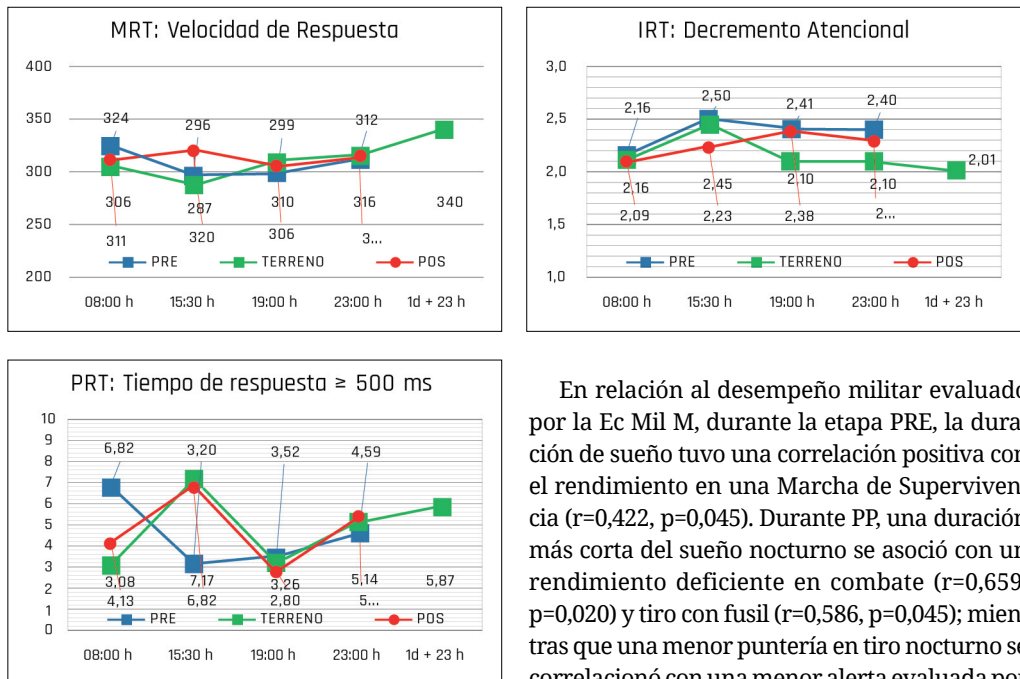 MRT: Velocidad de Respuesta
400
350
300
250
200
324
296
299
312
306
287
310
316
340
311
320
306
3...
PRE
TERRENO
POS
08:00 h
15:30 h
19:00 h
23:00 h
1d + 23 h
IRT: Decremento Atencional
3,0
2,5
2,0
1,5
1,0
2,16
2,50
2,41
2,40
2,16
2,45
2,10
2,10
2,01
2,09
2,23
2,38
2...
PRE
TERRENO
POS
08:00 h
15:30 h
19:00 h
23:00 h
1d + 23 h
PRT: Tiempo de respuesta ≥ 500 ms
10
9
8
7
6
5
4
3
2
1
0
6,82
3,20
3,52
4,59
3,08
7,17
3,26
5,14
5,87
4,13
6,82
2,80
5...
PRE
TERRENO
POS
08:00 h
15:30 h
19:00 h
23:00 h
1d + 23 h
En relación al desempeño militar evaluado
por la Ec Mil M, durante la etapa PRE, la dura
ción de sueño tuvo una correlación positiva con
el rendimiento en una Marcha de Superviven
cia (r=0,422, p=0,045). Durante PP, una duración
más corta del sueño nocturno se asoció con un
rendimiento deficiente en combate (r=0,659
p=0,020) y tiro con fusil (r=0,586, p=0,045); mien
tras que una menor puntería en tiro nocturno se
correlacionó con una menor alerta evaluada por